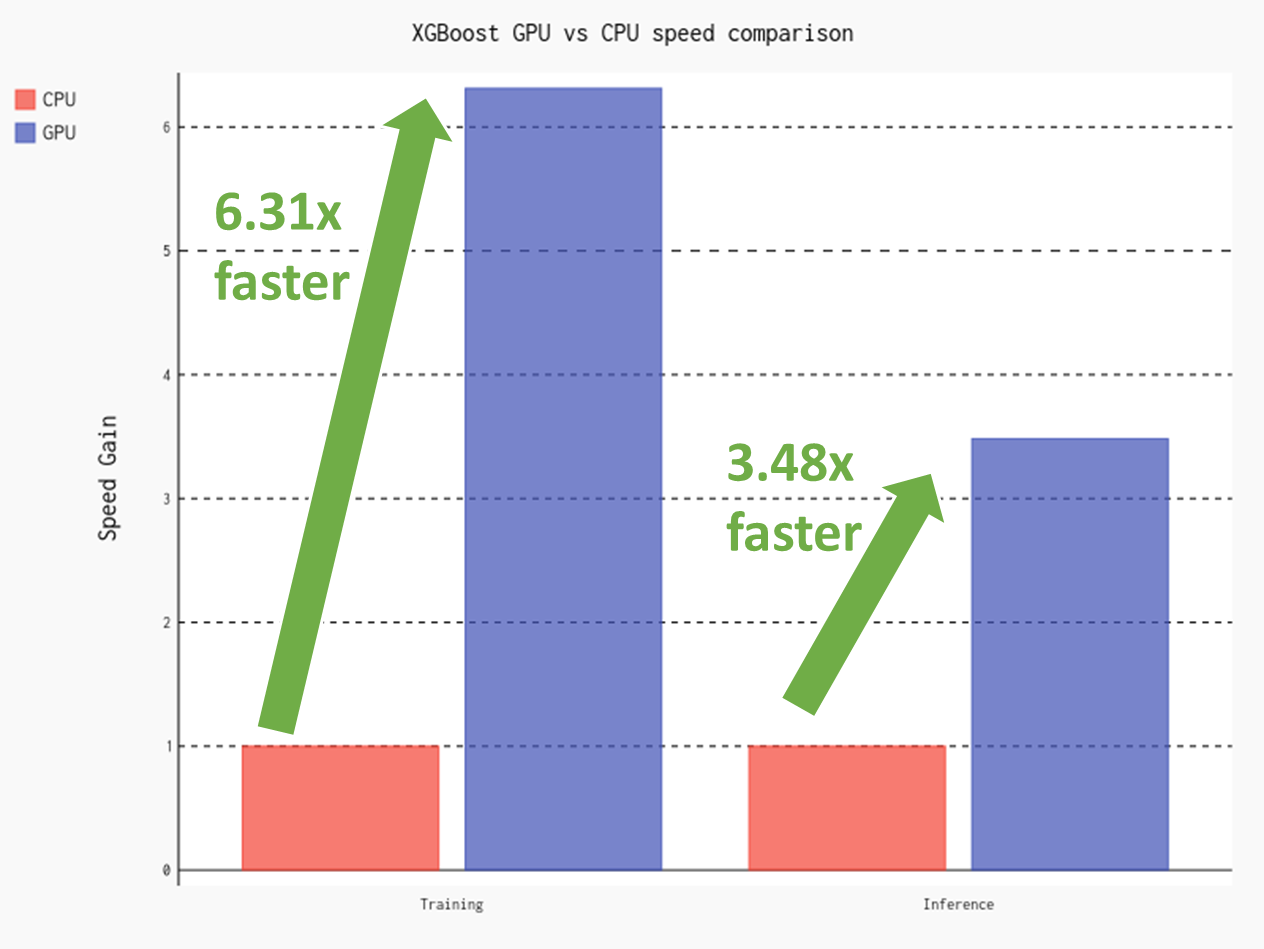 XGBoost GPU vs CPU speed comparison
CPU
GPU
6.31x
faster
3.48x
faster
Speed Gain
6
5
4
3
2
1
0
Training
Inference